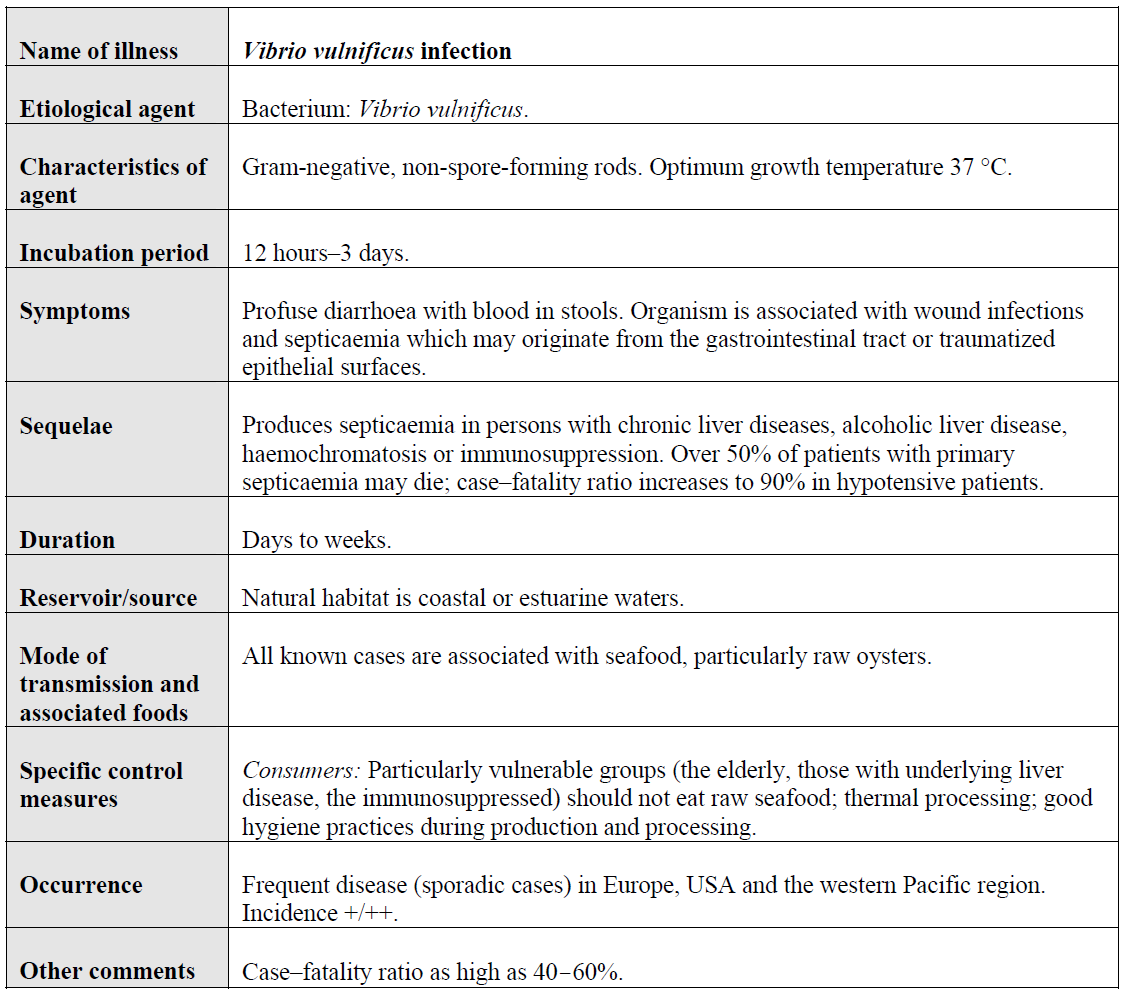 Name of illness
Vibrio vulnificus infection
Etiological agent
Bacterium: Vibrio vulnificus.
Characteristics of
agent
Gram-negative, non-spore-forming rods. Optimum growth temperature 37 °C.
Incubation period
12 hours–3 days.
Symptoms
Profuse diarrhoea with blood in stools. Organism is associated with wound infections
and septicaemia which may originate from the gastrointestinal tract or traumatized
epithelial surfaces.
Sequelae
Produces septicaemia in persons with chronic liver diseases, alcoholic liver disease,
haemochromatosis or immunosuppression. Over 50% of patients with primary
septicaemia may die; case–fatality ratio increases to 90% in hypotensive patients.
Duration
Days to weeks.
Reservoir/source
Natural habitat is coastal or estuarine waters.
Mode of
transmission and
associated foods
All known cases are associated with seafood, particularly raw oysters.
Specific control
measures
Consumers: Particularly vulnerable groups (the elderly, those with underlying liver
disease, the immunosuppressed) should not eat raw seafood; thermal processing; good
hygiene practices during production and processing.
Occurrence
Frequent disease (sporadic cases) in Europe, USA and the western Pacific region.
Incidence +/++.
Other comments
Case–fatality ratio as high as 40–60%.